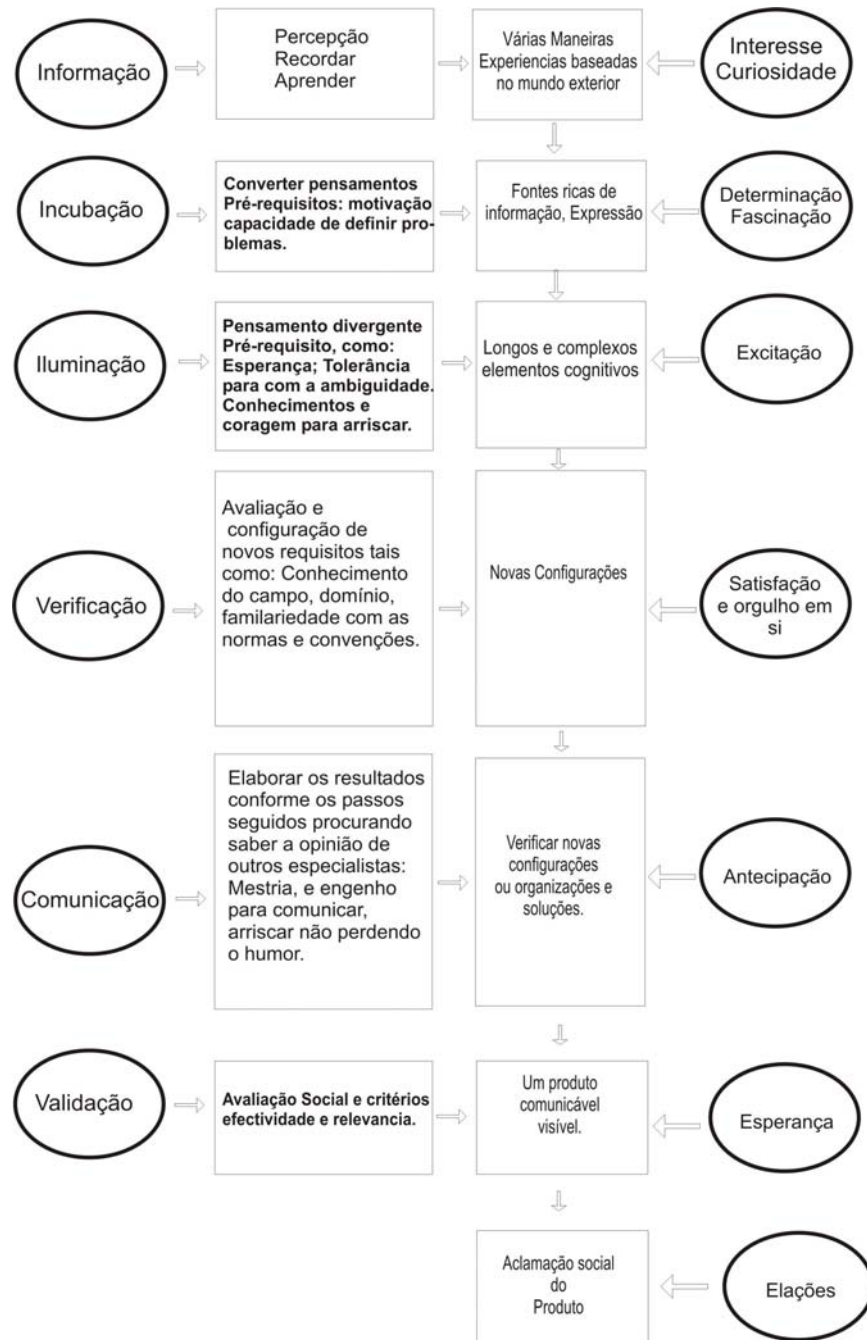 Informação
Percepção
Recordar
Aprender
Várias Maneiras
Experiencias baseadas
no mundo exterior
Interesse
Curiosidade
Incubação
Converter pensamentos
Pré-requisitos: motivação
capacidade de definir pro-
blemas.
Fontes ricas de
informação, Expressão
Determinação
Fascinação
Iluminação
Pensamento divergente
Pré-requisito, como:
Esperança; Tolerância
para com a ambiguidade.
Conhecimentos e
coragem para arriscar.
Longos e complexos
elementos cognitivos
Excitação
Verificação
Avaliação e
configuração de
novos requisitos tais
como: Conhecimento
do campo, domínio,
familariedade com as
normas e convenções.
Novas Configurações
Satisfação
e orgulho em
si
Comunicação
Elaborar os resultados
conforme os passos
seguidos procurando
saber a opinião de
outros especialistas:
Mestria, e engenho
para comunicar,
arriscar não perdendo
o humor.
Verificar novas
configurações
ou organizações e
soluções.
Antecipação
Validação
Avaliação Social e critérios
efectividade e relevancia.
Um produto
comunicável
visível.
Esperança
Aclamação social
do
Produto
Elações